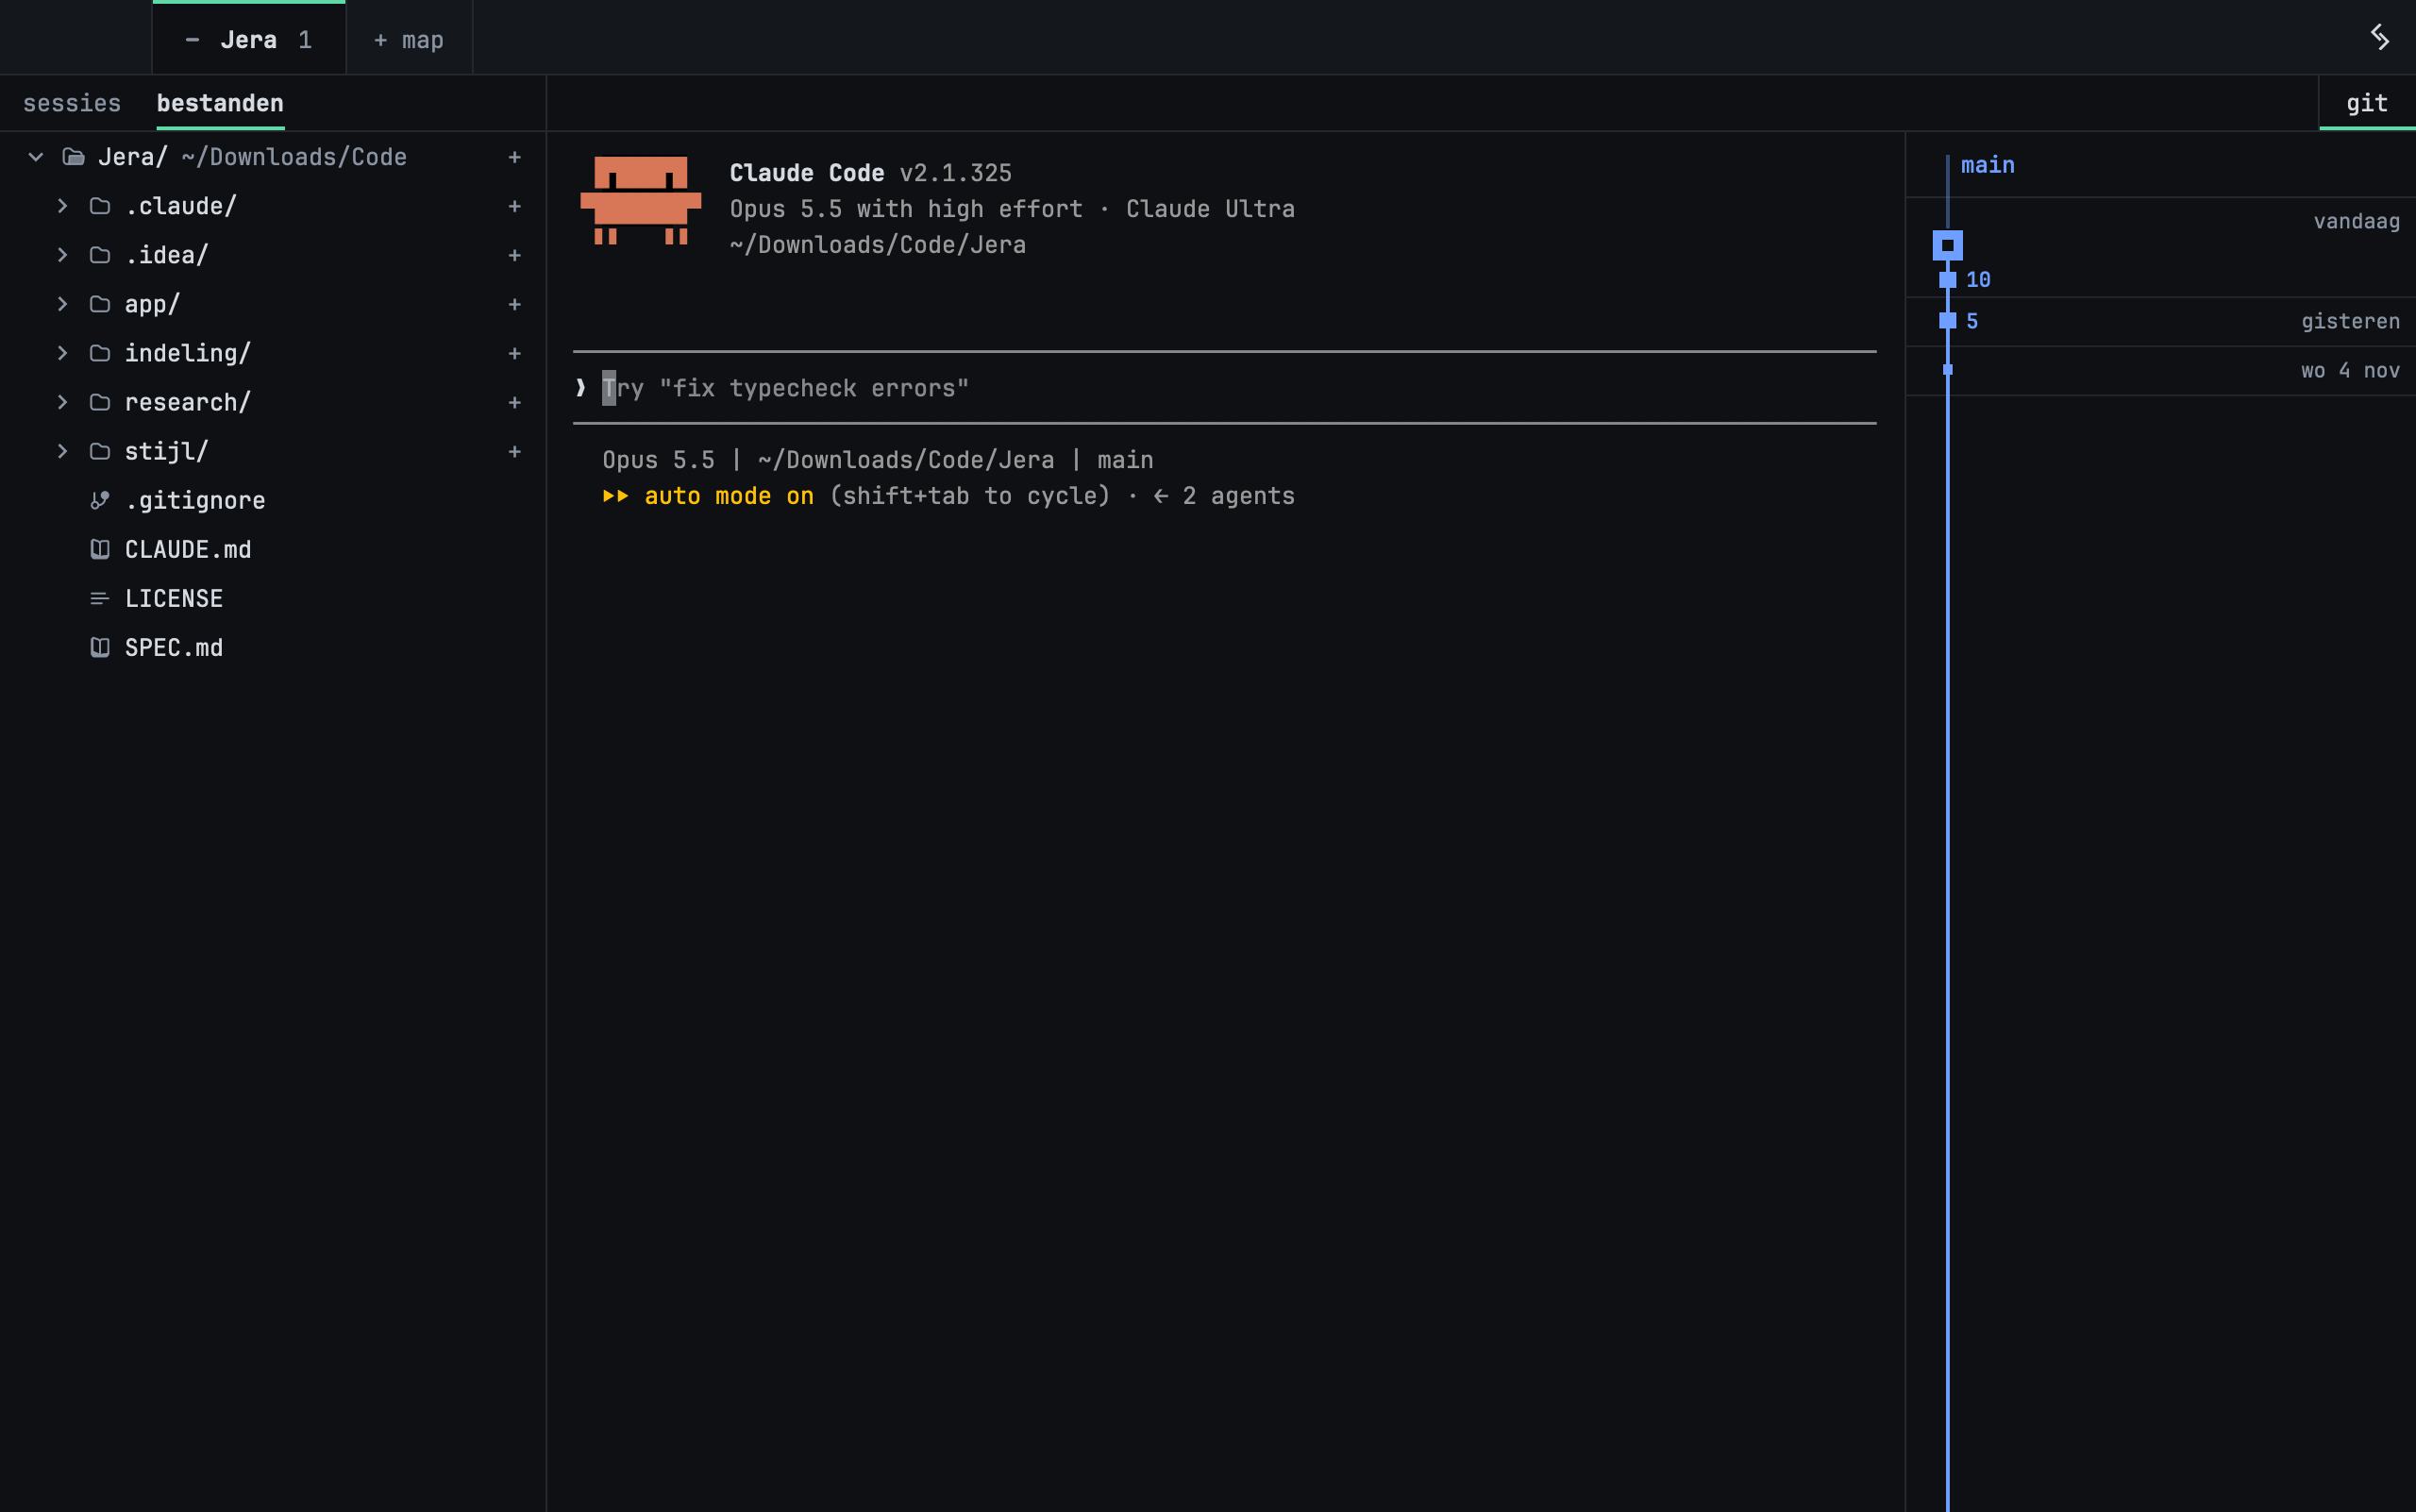 – Jera 1 + map
sessies bestanden
git
Jera/ ~/Downloads/Code +
.claude/ +
.idea/ +
app/ +
indeling/ +
research/ +
stijl/ +
.gitignore
CLAUDE.md
LICENSE
SPEC.md
Claude Code v2.1.325
Opus 5.5 with high effort · Claude Ultra
~/Downloads/Code/Jera
❯ Try "fix typecheck errors"
Opus 5.5 | ~/Downloads/Code/Jera | main
⏵⏵ auto mode on (shift+tab to cycle) · ← 2 agents
main
vandaag
10
5 gisteren
wo 4 nov